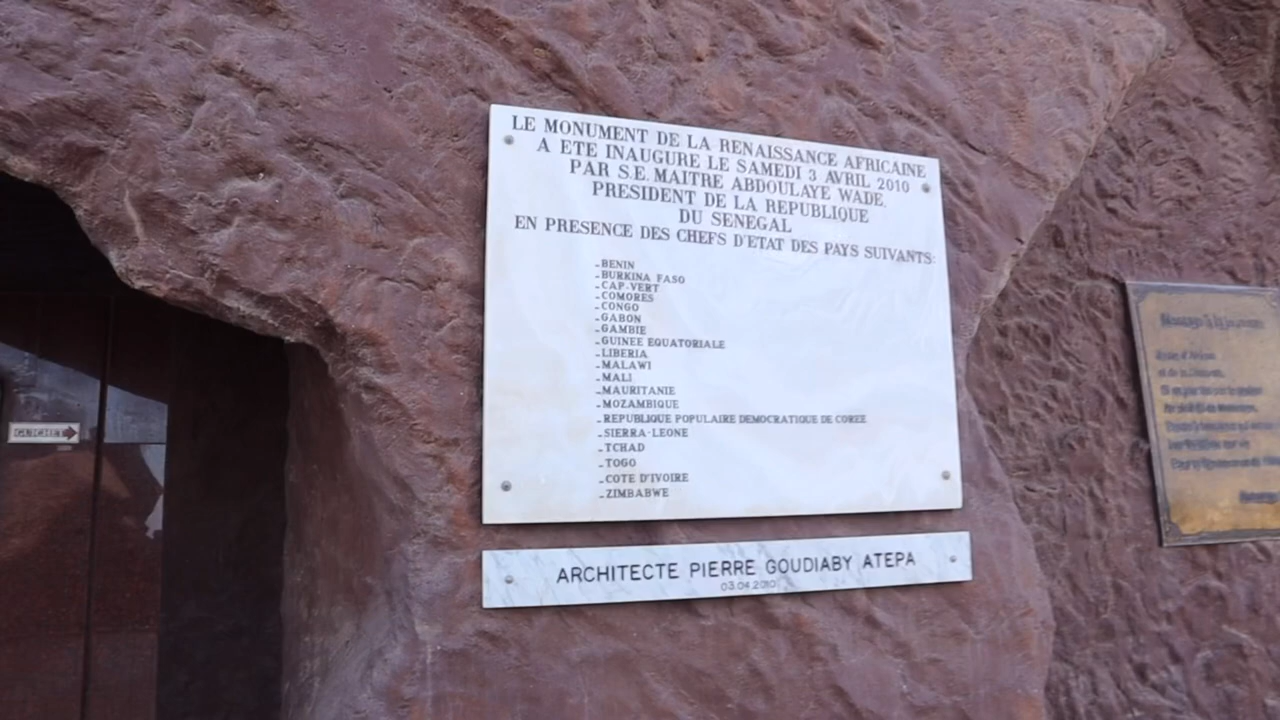 LE MONUMENT DE LA RENAISSANCE AFRICAINE
A ETE INAUGURE LE SAMEDI 3 AVRIL 2010
PAR S.E. MAITRE ABDOULAYE WADE,
PRESIDENT DE LA REPUBLIQUE
DU SENEGAL
EN PRESENCE DES CHEFS D'ETAT DES PAYS SUIVANTS:
-BENIN
-BURKINA FASO
-CAP-VERT
-COMORES
-CONGO
-GABON
-GAMBIE
-GUINEE EQUATORIALE
-LIBERIA
-MALAWI
-MALI
-MAURITANIE
-MOZAMBIQUE
-REPUBLIQUE POPULAIRE DEMOCRATIQUE DE COREE
-SIERRA-LEONE
-TCHAD
-TOGO
-COTE D'IVOIRE
-ZIMBABWE
ARCHITECTE PIERRE GOUDIABY ATEPA
03.04.2010
Message à la jeunesse